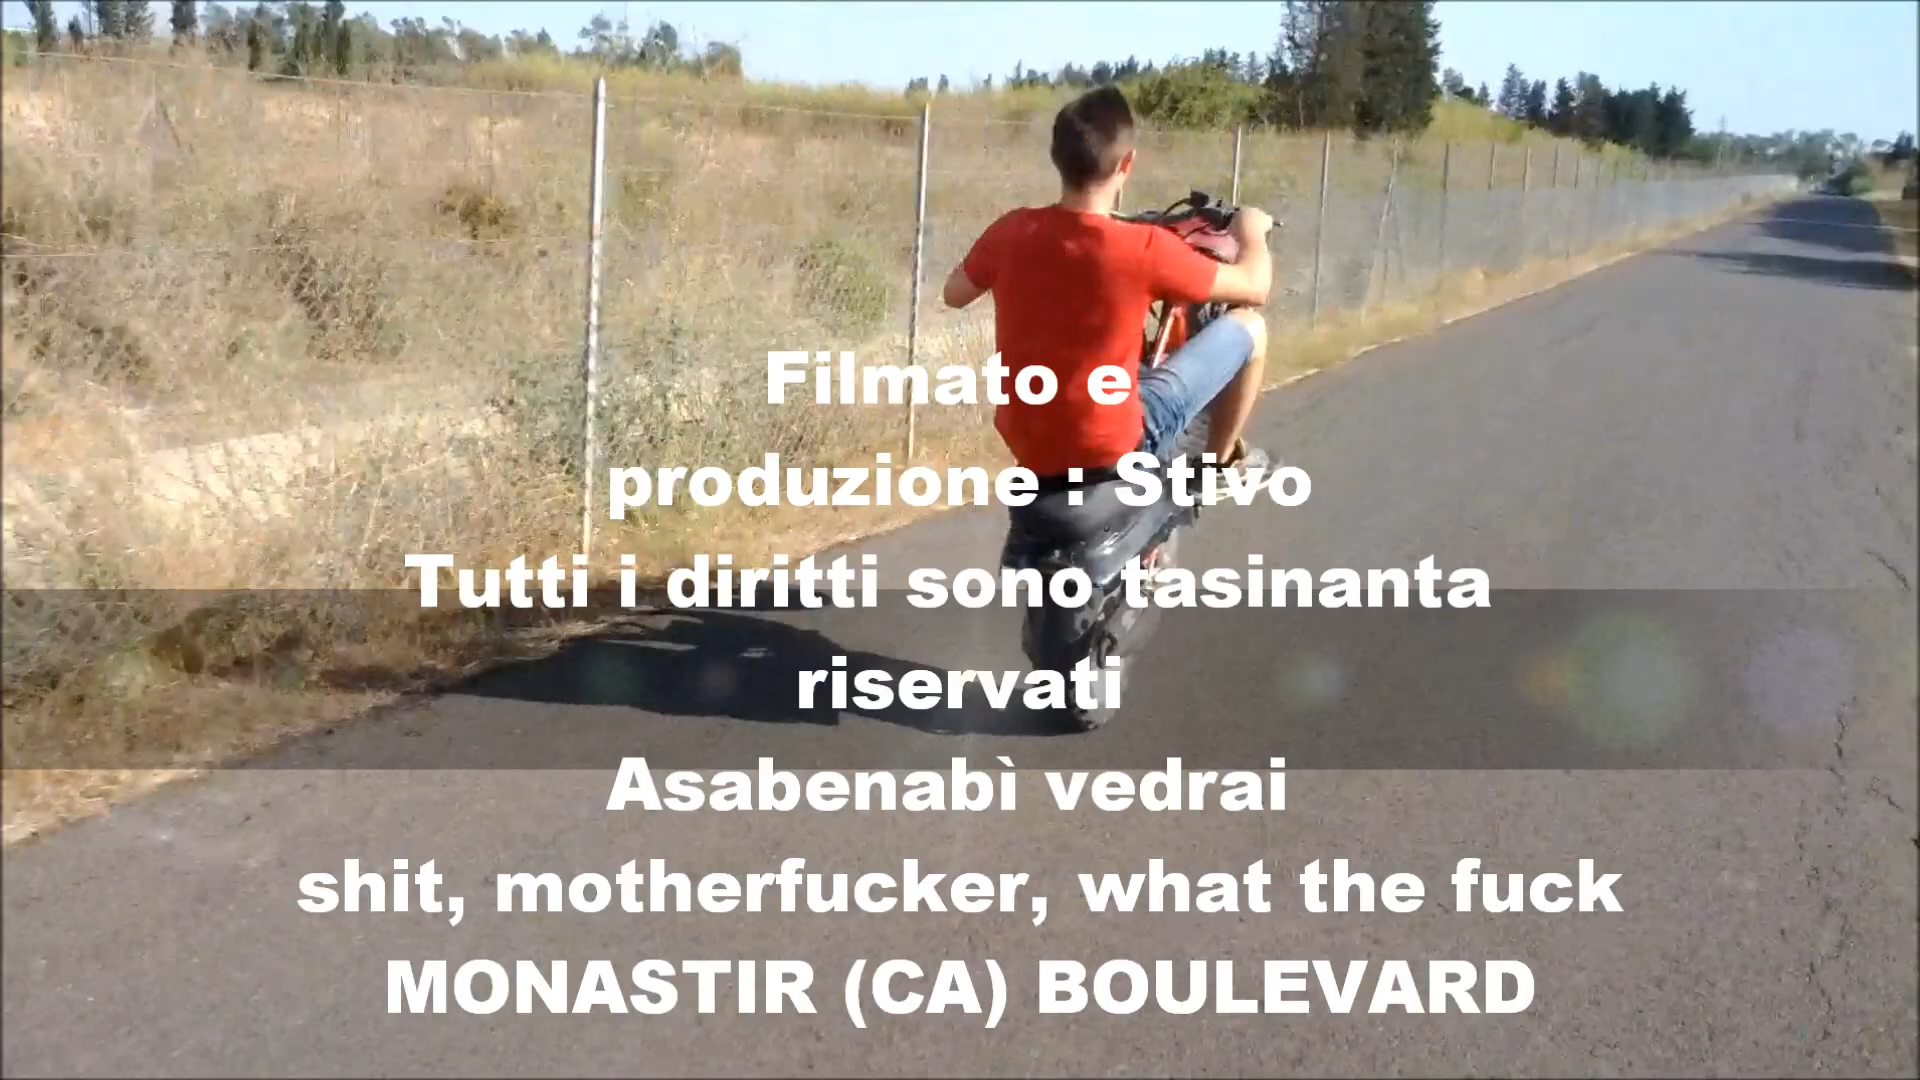 Filmato e
produzione : Stivo
Tutti i diritti sono tasinanta
riservati
Asabenabì vedrai
shit, motherfucker, what the fuck
MONASTIR (CA) BOULEVARD